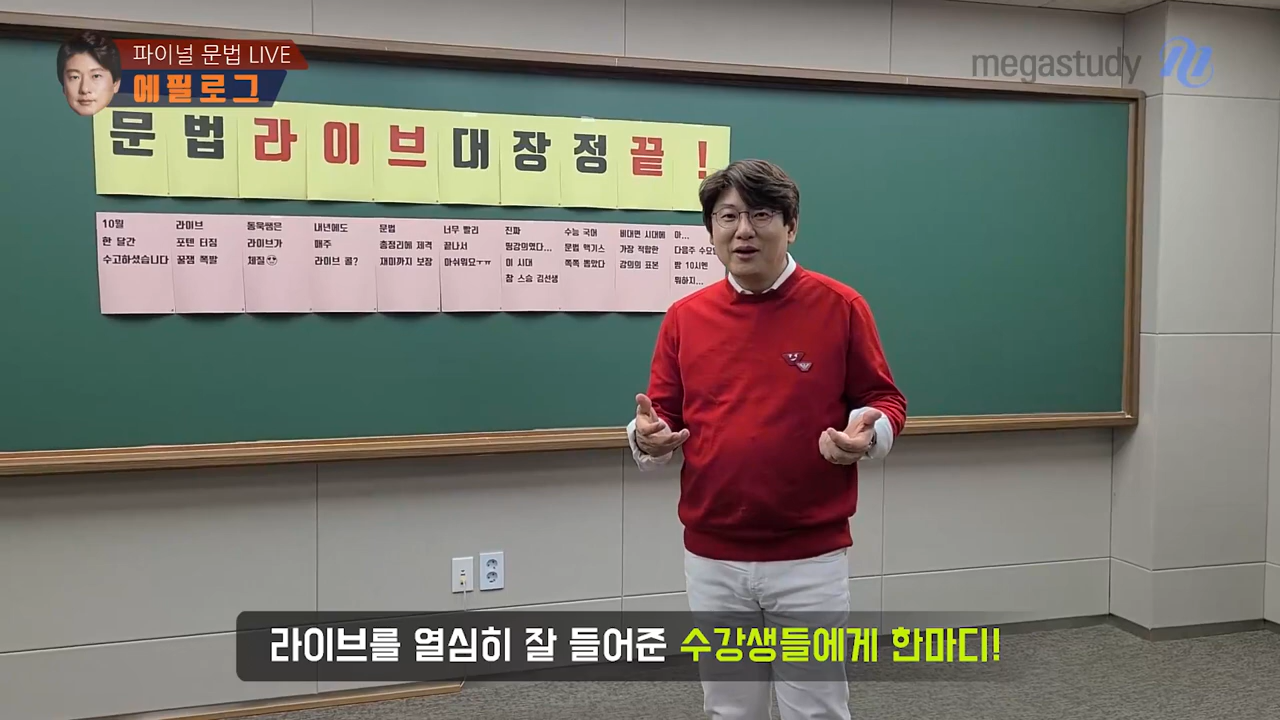 파이널 문법 LIVE
에필로그
megastudy
문법라이브대장정끝!
10월
한 달간
수고하셨습니다
라이브
포텐 터짐
꿀잼 폭발
동욱쌤은
라이브가
체질😎
내년에도
매주
라이브 콜?
문법
총정리에 제격
재미까지 보장
너무 빨리
끝나서
아쉬워요ㅜㅠ
진짜
띵강의였다...
이 시대
참 스승 김선생
수능 국어
문법 핵기스
쪽쪽 뽑았다
비대면 시대에
가장 적합한
강의의 표본
아...
다음주 수요일
밤 10시엔
뭐하지...
라이브를 열심히 잘 들어준 수강생들에게 한마디!